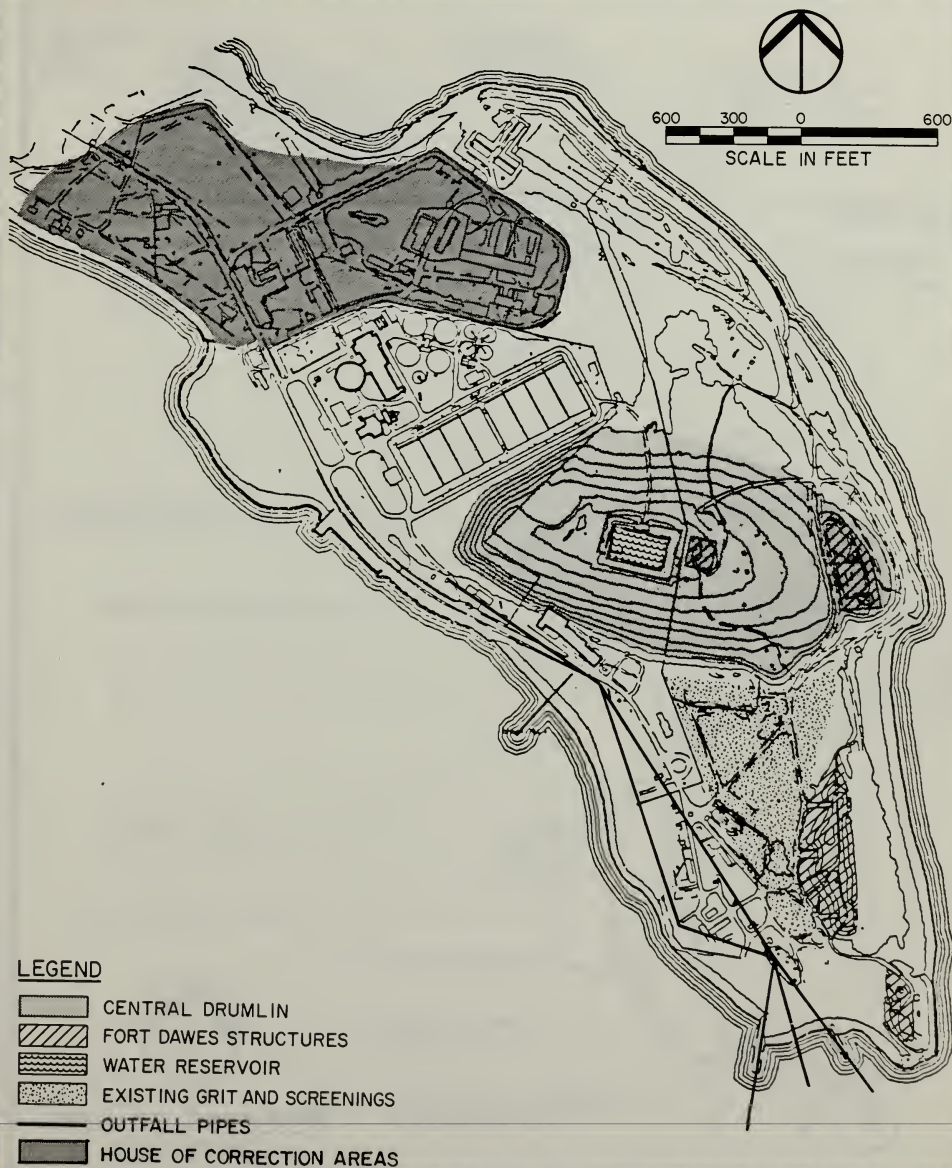 600 300 0 600
SCALE IN FEET
LEGEND
CENTRAL DRUMLIN
FORT DAWES STRUCTURES
WATER RESERVOIR
EXISTING GRIT AND SCREENINGS
OUTFALL PIPES
HOUSE OF CORRECTION AREAS